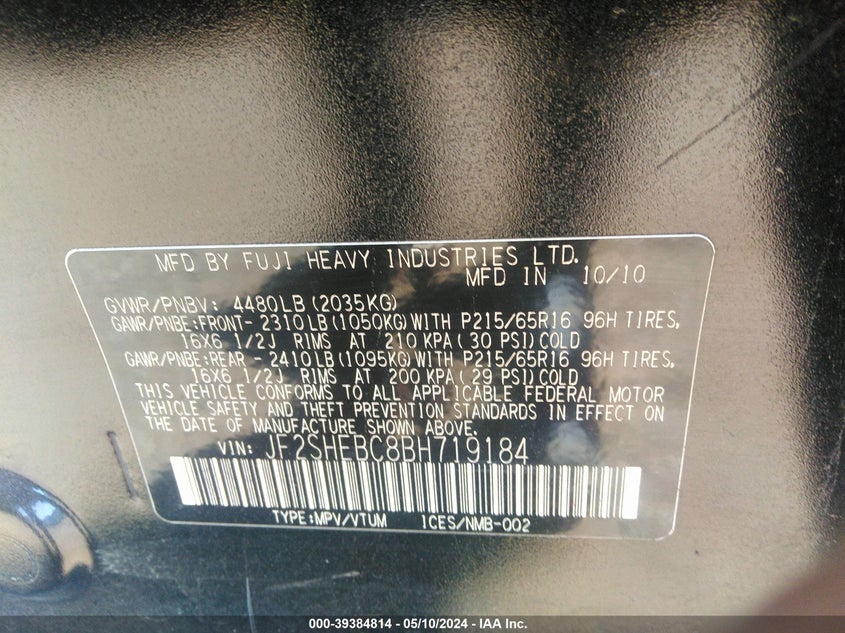 MFD BY FUJI HEAVY INDUSTRIES LTD.
MFD IN 10/10
GVWR/PNBV: 4480LB(2035KG)
GAWR/PNBE:FRONT- 2310LB(1050KG)WITH P215/65R16 96H TIRES,
16X6 1/2J RIMS AT 210 KPA(30 PSI)COLD
GAWR/PNBE:REAR - 2410LB(1095KG)WITH P215/65R16 96H TIRES,
16X6 1/2J RIMS AT 200 KPA(29 PSI)COLD
THIS VEHICLE CONFORMS TO ALL APPLICABLE FEDERAL MOTOR
VEHICLE SAFETY AND THEFT PREVENTION STANDARDS IN EFFECT ON
THE DATE OF MANUFACTURE SHOWN ABOVE.
VIN: JF2SHEBC8BH719184
TYPE:MPV/VTUM 1CES/NMB-002
000-39384814 - 05/10/2024 - IAA Inc.